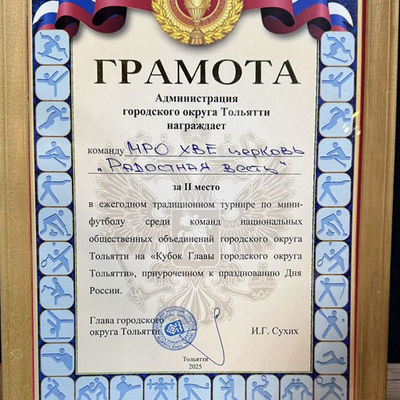 ГРАМОТА
Администрация
городского округа Тольятти
награждает
команду МРО ХВЕ церковь
„Радостная весть"
за II место
в ежегодном традиционном турнире по мини-
футболу среди команд национальных
общественных объединений городского округа
Тольятти на «Кубок Главы городского округа
Тольятти», приуроченном к празднованию Дня
России.
Глава городского
округа Тольятти
И.Г. Сухих
Тольятти
2025